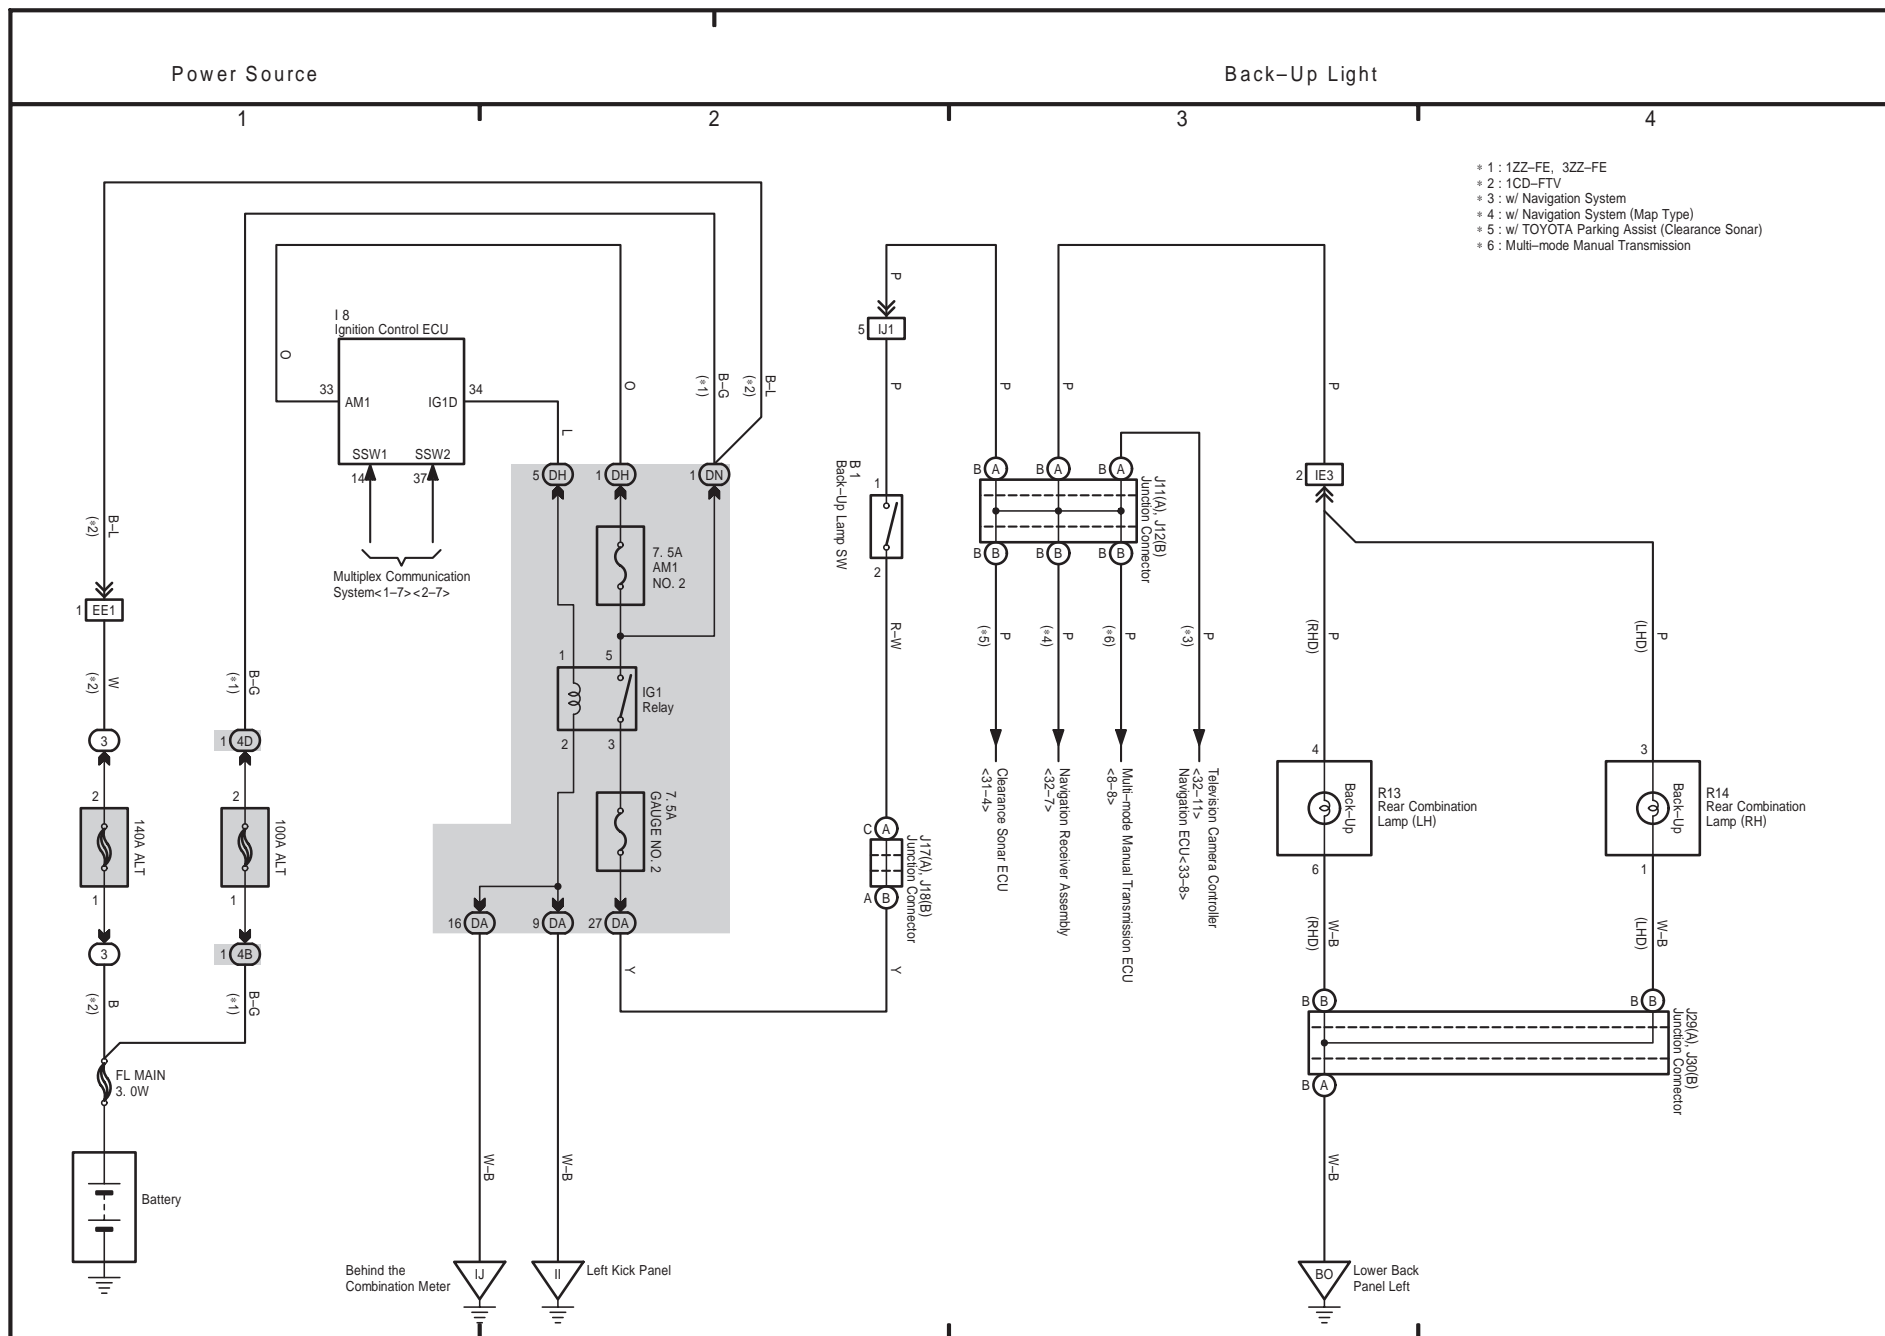 Power Source
Back–Up Light
1
2
3
4
* 1 : 1ZZ–FE, 3ZZ–FE
* 2 : 1CD–FTV
* 3 : w/ Navigation System
* 4 : w/ Navigation System (Map Type)
* 5 : w/ TOYOTA Parking Assist (Clearance Sonar)
* 6 : Multi–mode Manual Transmission
I 8
Ignition Control ECU
33
AM1
IG1D
34
SSW1
SSW2
14
37
Multiplex Communication
System<1–7><2–7>
O
O
L
B–G
(*1)
B–L
(*2)
5 DH
1 DH
1 DN
7. 5A
AM1
NO. 2
1
5
IG1
Relay
2
3
7. 5A
GAUGE NO. 2
16 DA
9 DA
27 DA
Y
Y
B–L
(*2)
1 EE1
W
(*2)
B–G
(*1)
3
1 4D
2
2
140A ALT
100A ALT
1
1
3
1 4B
B
(*2)
B–G
(*1)
FL MAIN
3. 0W
Battery
W–B
W–B
Behind the
Combination Meter
IJ
II
Left Kick Panel
P
5 IJ1
P
1
B 1
Back–Up Lamp SW
2
R–W
C A
A B
J17(A), J18(B)
Junction Connector
P
P
P
B A
B A
B A
J11(A), J12(B)
Junction Connector
B B
B B
B B
P
(*5)
P
(*4)
P
(*6)
P
(*3)
Clearance Sonar ECU
<31–4>
Navigation Receiver Assembly
<32–7>
Multi–mode Manual Transmission ECU
<8–8>
Television Camera Controller
<32–11>
Navigation ECU<33–8>
2 IE3
P
(RHD)
P
(LHD)
4
3
Back–Up
R13
Rear Combination
Lamp (LH)
Back–Up
R14
Rear Combination
Lamp (RH)
6
1
W–B
(RHD)
W–B
(LHD)
B B
B B
J29(A), J30(B)
Junction Connector
B A
W–B
BO
Lower Back
Panel Left